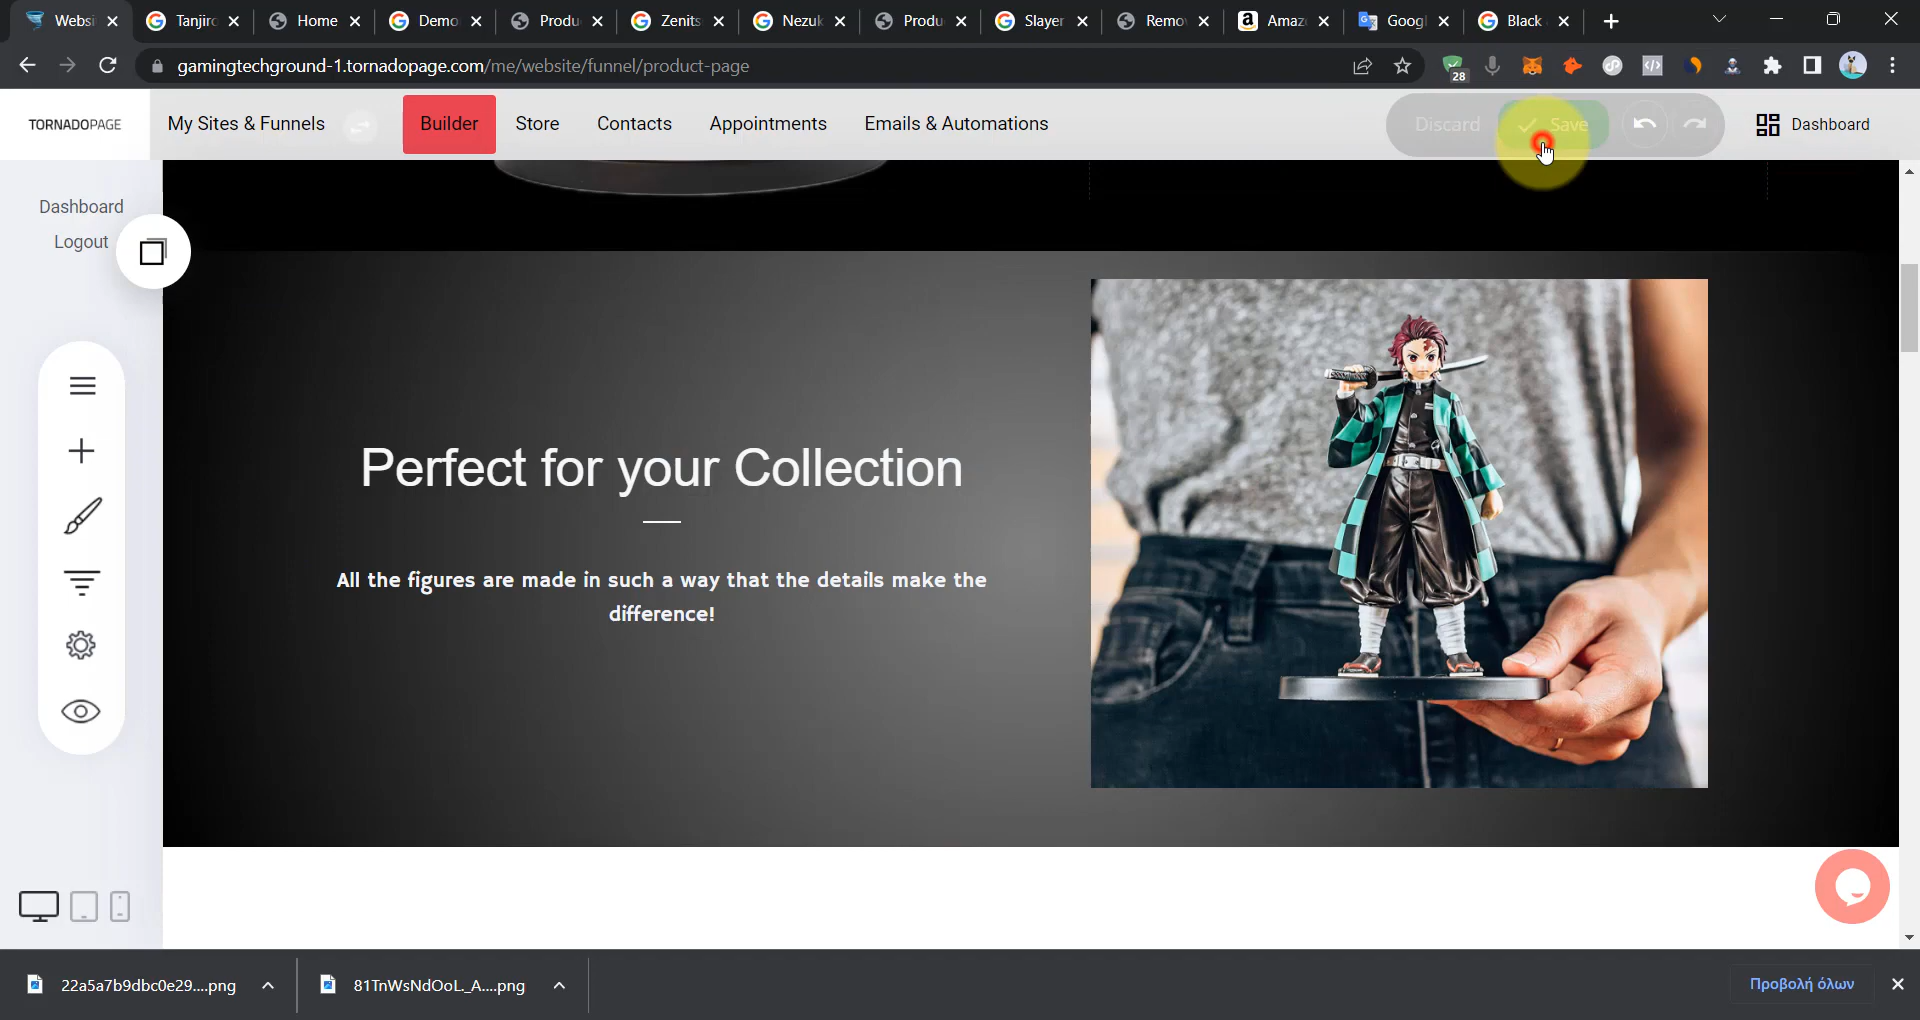 Websi
Tanjir
Home
Demo
Produ
Zenits
Nezuk
Produ
Slayer
Remo
Amaz
Googl
Black
gamingtechground-1.tornadopage.com/me/website/funnel/product-page
28
TORNADOPAGE
My Sites & Funnels
Builder
Store
Contacts
Appointments
Emails & Automations
Discard
Save
Dashboard
Dashboard
Logout
Perfect for your Collection
All the figures are made in such a way that the details make the
difference!
22a5a7b9dbc0e29....png
81TnWsNdOoL._A....png
Προβολή όλων